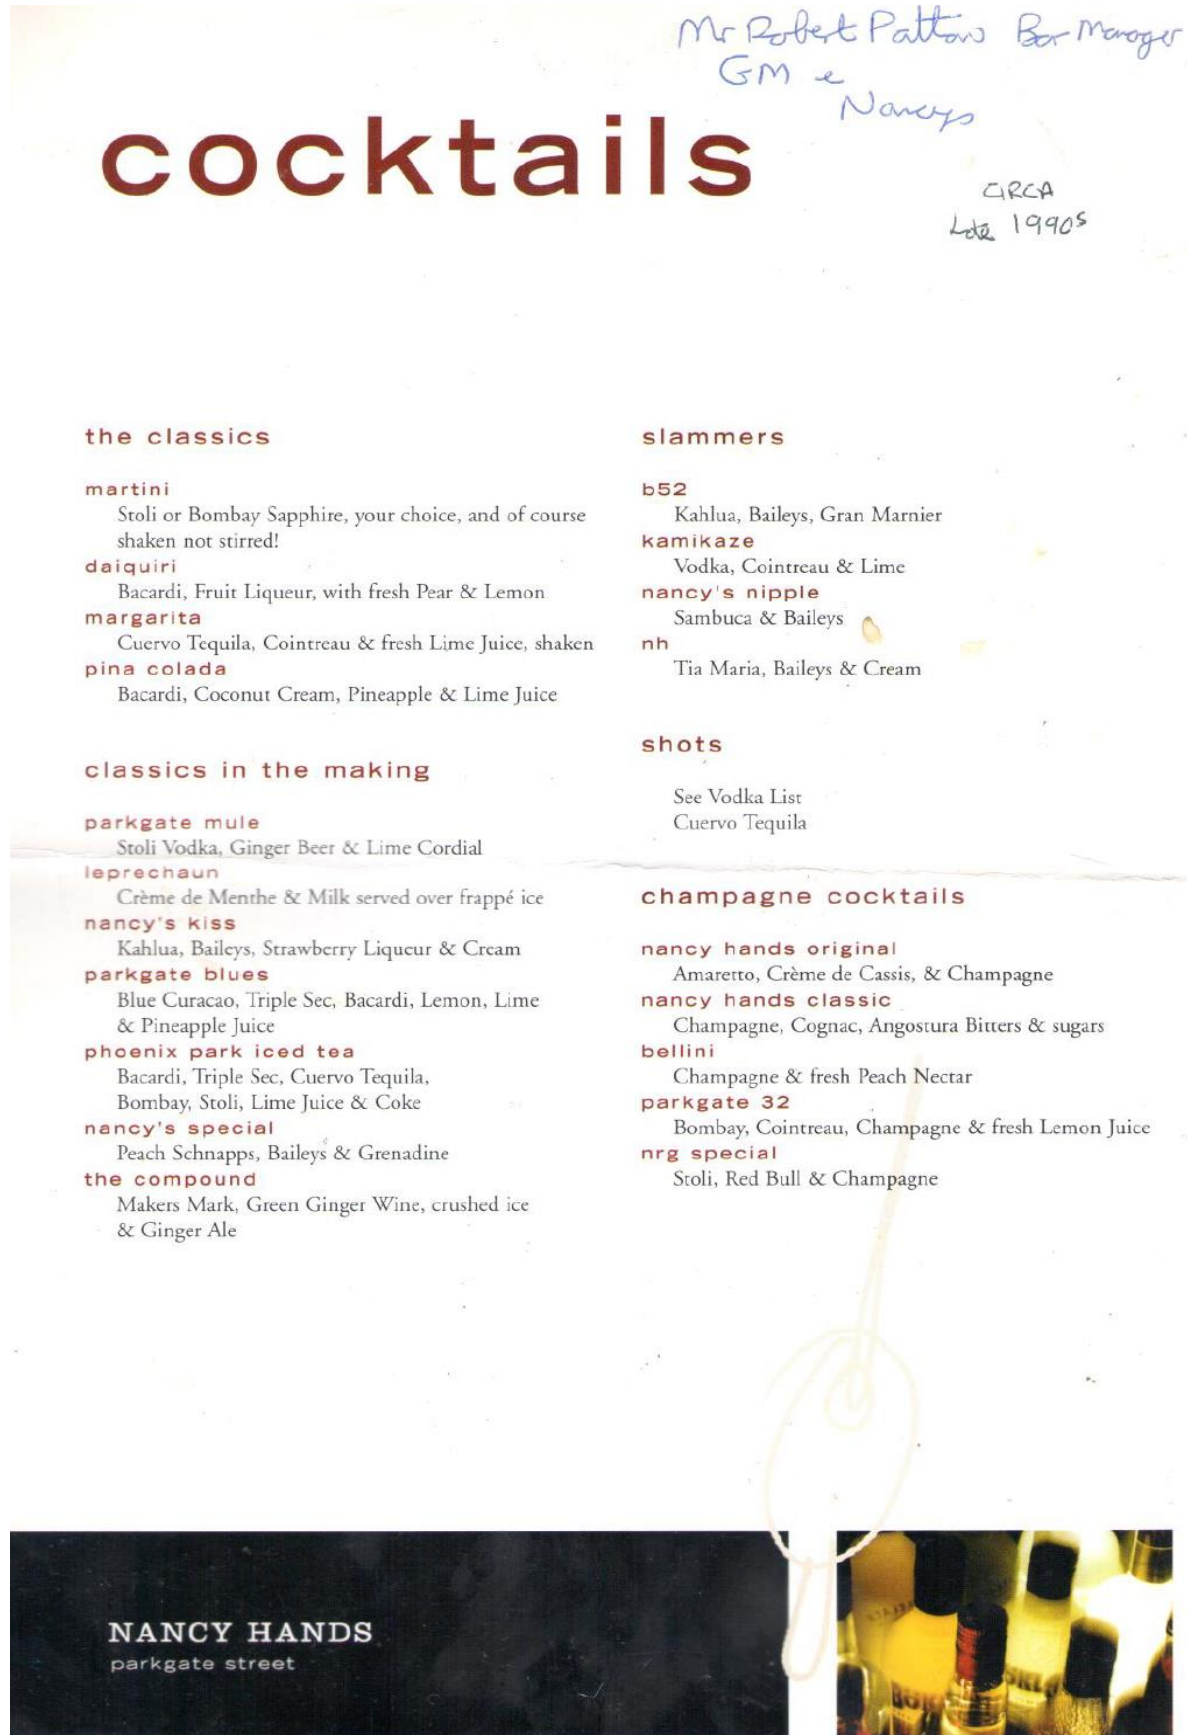 Mr Robert Patton Bar Manager
GM e
Nancys
cocktails
CIRCA
Late 1990s
the classics
martini
Stoli or Bombay Sapphire, your choice, and of course
shaken not stirred!
daiquiri
Bacardi, Fruit Liqueur, with fresh Pear & Lemon
margarita
Cuervo Tequila, Cointreau & fresh Lime Juice, shaken
pina colada
Bacardi, Coconut Cream, Pineapple & Lime Juice
classics in the making
parkgate mule
Stoli Vodka, Ginger Beer & Lime Cordial
leprechaun
Crème de Menthe & Milk served over frappé ice
nancy's kiss
Kahlua, Baileys, Strawberry Liqueur & Cream
parkgate blues
Blue Curacao, Triple Sec, Bacardi, Lemon, Lime
& Pineapple Juice
phoenix park iced tea
Bacardi, Triple Sec, Cuervo Tequila,
Bombay, Stoli, Lime Juice & Coke
nancy's special
Peach Schnapps, Baileys & Grenadine
the compound
Makers Mark, Green Ginger Wine, crushed ice
& Ginger Ale
slammers
b52
Kahlua, Baileys, Gran Marnier
kamikaze
Vodka, Cointreau & Lime
nancy's nipple
Sambuca & Baileys
nh
Tia Maria, Baileys & Cream
shots
See Vodka List
Cuervo Tequila
champagne cocktails
nancy hands original
Amaretto, Crème de Cassis, & Champagne
nancy hands classic
Champagne, Cognac, Angostura Bitters & sugars
bellini
Champagne & fresh Peach Nectar
parkgate 32
Bombay, Cointreau, Champagne & fresh Lemon Juice
nrg special
Stoli, Red Bull & Champagne
NANCY HANDS
parkgate street